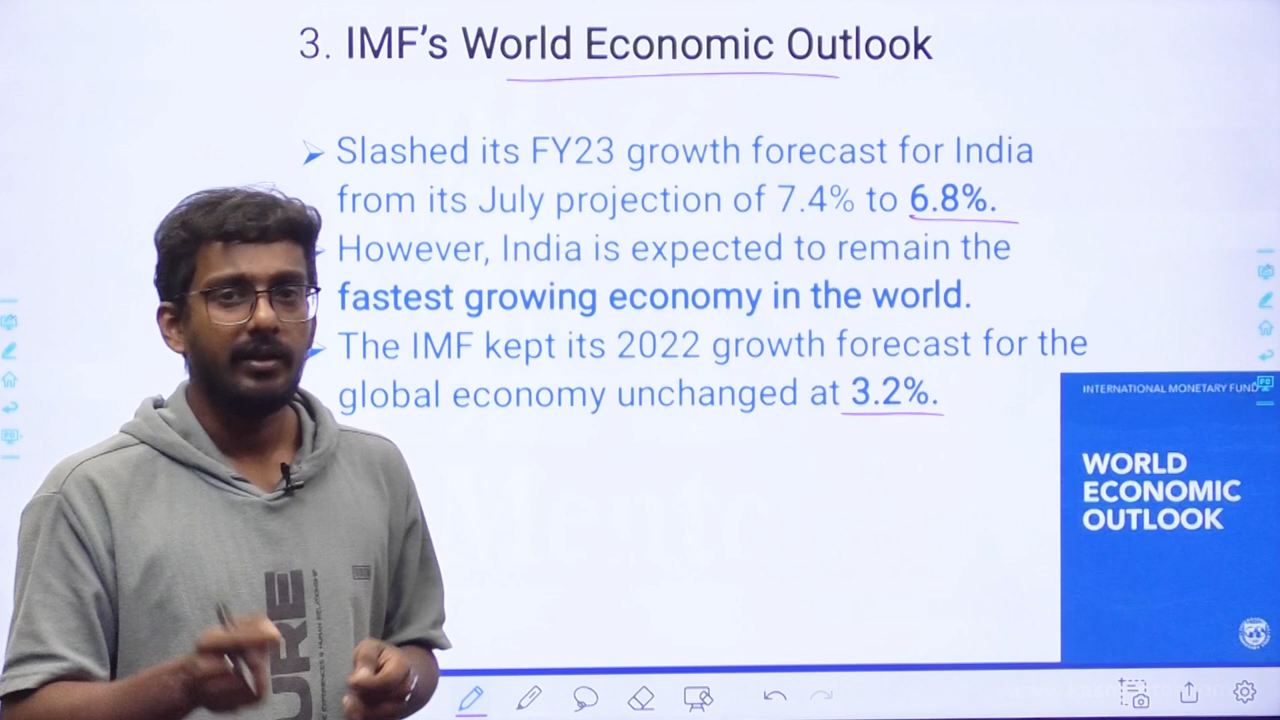 3. IMF’s World Economic Outlook
Slashed its FY23 growth forecast for India
from its July projection of 7.4% to 6.8%.
However, India is expected to remain the
fastest growing economy in the world.
The IMF kept its 2022 growth forecast for the
global economy unchanged at 3.2%.
INTERNATIONAL MONETARY FUND
WORLD
ECONOMIC
OUTLOOK
URE